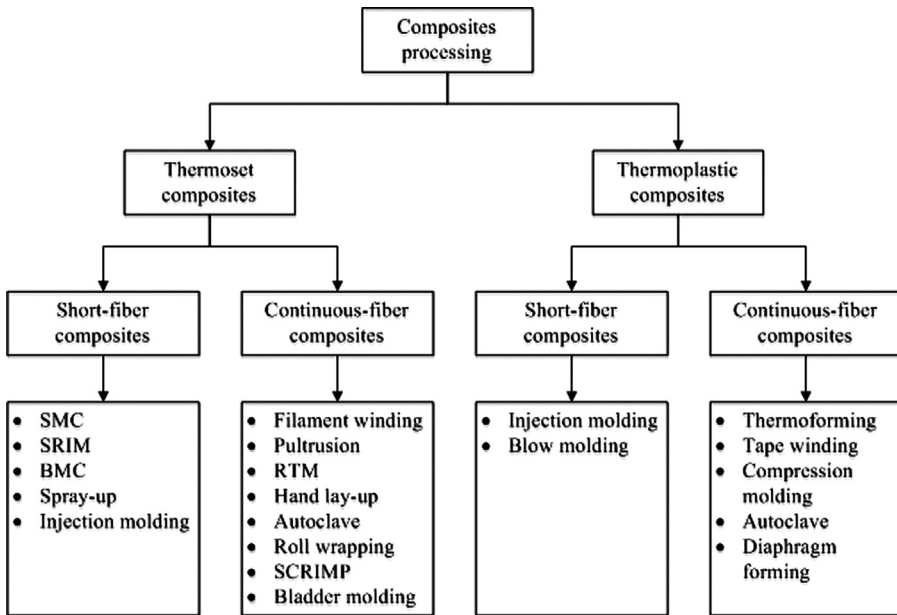 Composites
processing
Thermoset
composites
Thermoplastic
composites
Short-fiber
composites
Continuous-fiber
composites
Short-fiber
composites
Continuous-fiber
composites
• SMC
• SRIM
• BMC
• Spray-up
• Injection molding
• Filament winding
• Pultrusion
• RTM
• Hand lay-up
• Autoclave
• Roll wrapping
• SCRIMP
• Bladder molding
• Injection molding
• Blow molding
• Thermoforming
• Tape winding
• Compression
molding
• Autoclave
• Diaphragm
forming